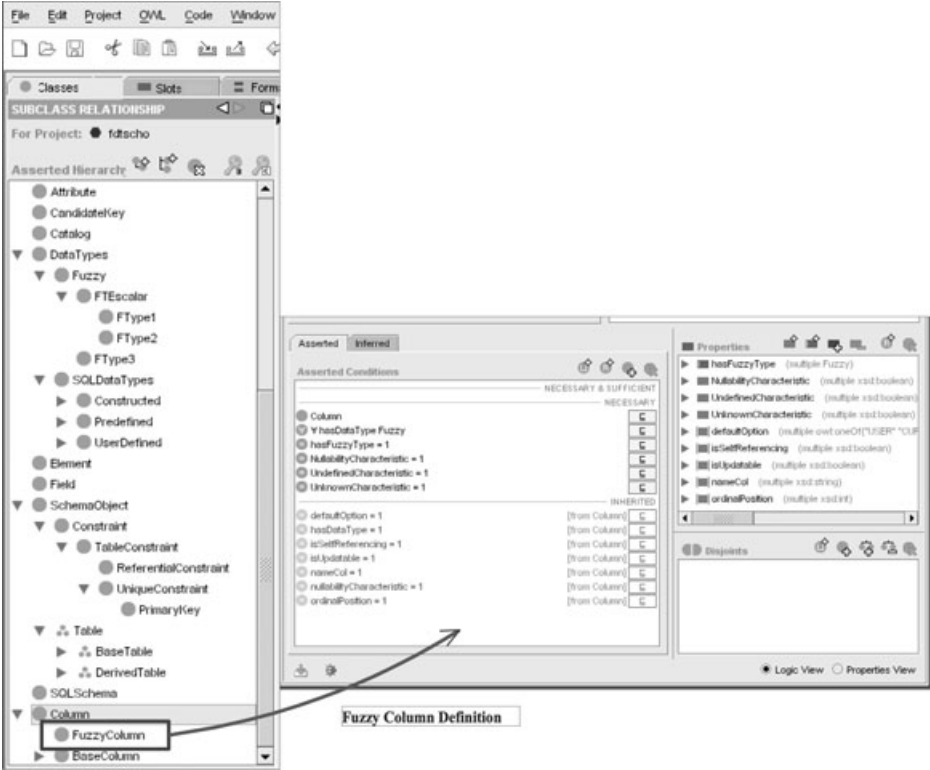 File Edit Project OWL Code Window
Classes Slots Form
SUBCLASS RELATIONSHIP
For Project: fdtscho
Asserted Hierarchy
Attribute
CandidateKey
Catalog
DataTypes
Fuzzy
FTEscalar
FType1
FType2
FType3
SQLDataTypes
Constructed
Predefined
UserDefined
Element
Field
SchemaObject
Constraint
TableConstraint
ReferentialConstraint
UniqueConstraint
PrimaryKey
Table
BaseTable
DerivedTable
SQLSchema
Column
FuzzyColumn
BaseColumn
Asserted Inferred
Asserted Conditions
NECESSARY & SUFFICIENT
NECESSARY
Column
∀ hasDataType Fuzzy
hasFuzzyType = 1
NullabilityCharacteristic = 1
UndefinedCharacteristic = 1
UnknownCharacteristic = 1
INHERITED
defaultOption = 1 [from Column]
hasDataType = 1 [from Column]
isSelfReferencing = 1 [from Column]
isUpdatable = 1 [from Column]
nameCol = 1 [from Column]
nullabilityCharacteristic = 1 [from Column]
ordinalPosition = 1 [from Column]
Properties
hasFuzzyType (multiple Fuzzy)
NullabilityCharacteristic (multiple xsd:boolean)
UndefinedCharacteristic (multiple xsd:boolean)
UnknownCharacteristic (multiple xsd:boolean)
defaultOption (multiple owl:oneOf{"USER" "CUR
isSelfReferencing (multiple xsd:boolean)
isUpdatable (multiple xsd:boolean)
nameCol (multiple xsd:string)
ordinalPosition (multiple xsd:int)
Disjoints
Logic View Properties View
Fuzzy Column Definition